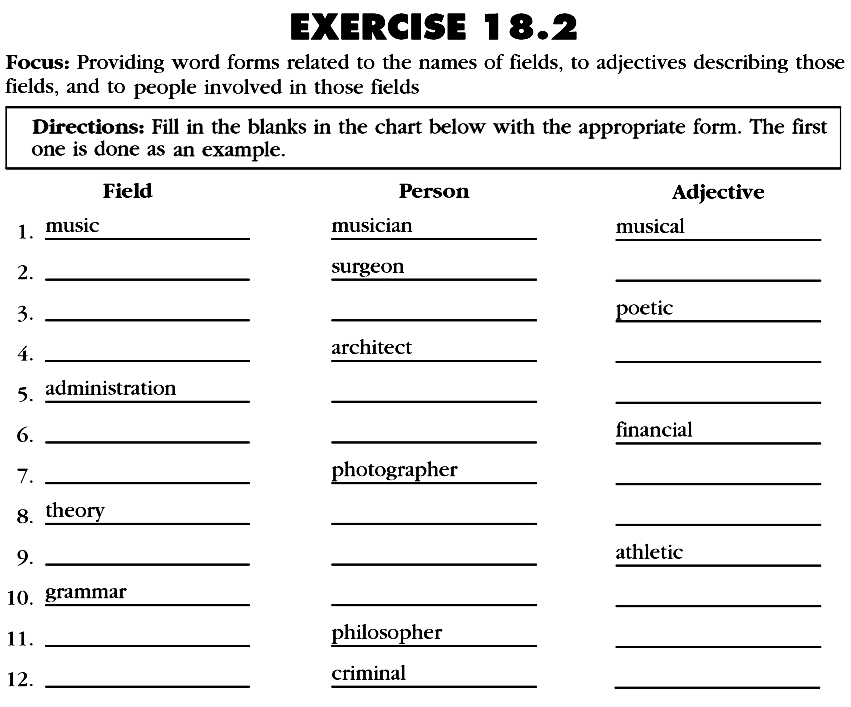 EXERCISE 18.2
Focus: Providing word forms related to the names of fields, to adjectives describing those
fields, and to people involved in those fields
Directions: Fill in the blanks in the chart below with the appropriate form. The first
one is done as an example.
Field Person Adjective
1. music musician musical
2. surgeon
3. poetic
4. architect
5. administration
6. financial
7. photographer
8. theory
9. athletic
10. grammar
11. philosopher
12. criminal